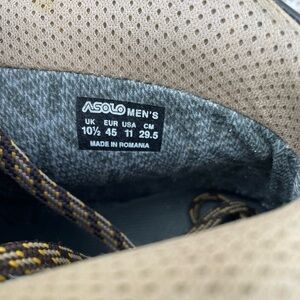 ASOLO MEN'S
UK EUR USA CM
10½ 45 11 29.5
MADE IN ROMANIA